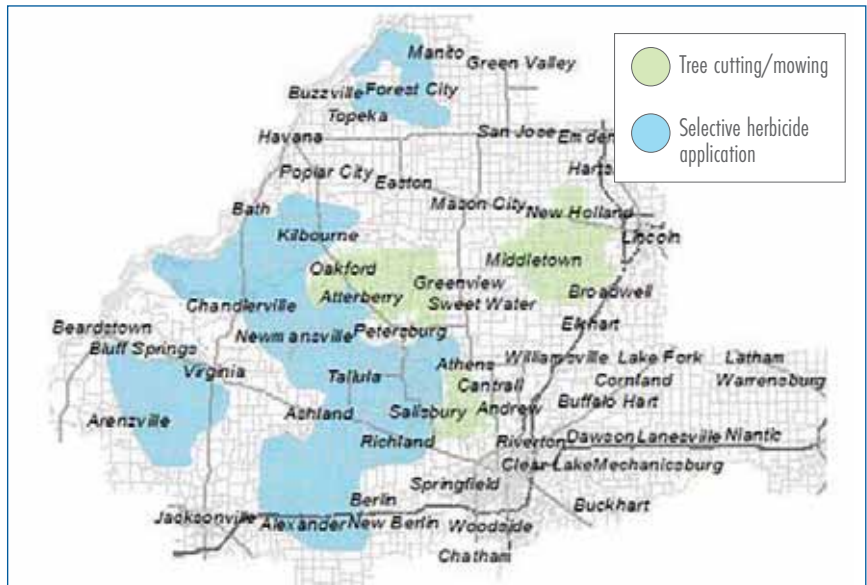 Manito
Green Valley
Tree cutting/mowing
Buzzville Forest City
Topeka
Selective herbicide
application
Havana
San Jose
Emden
Poplar City
Easton
Bath
Mason City
New Holland
Kilbourne
Lincoln
Oakford
Middletown
Atterberry
Greenview
Sweet Water
Broadwell
Chandlerville
Elkhart
Beardstown
Newmansville
Petersburg
Bluff Springs
Virginia
Athens
Williamsville
Lake Fork
Latham
Tallula
Cantrall
Cornland
Warrensburg
Arenzville
Ashland
Salisbury
Andrew
Buffalo Hart
Richland
Riverton
Dawson
Lanesville
Niantic
Clear Lake
Mechanicsburg
Springfield
Berlin
Buckhart
Jacksonville
Alexander
New Berlin
Woodside
Chatham